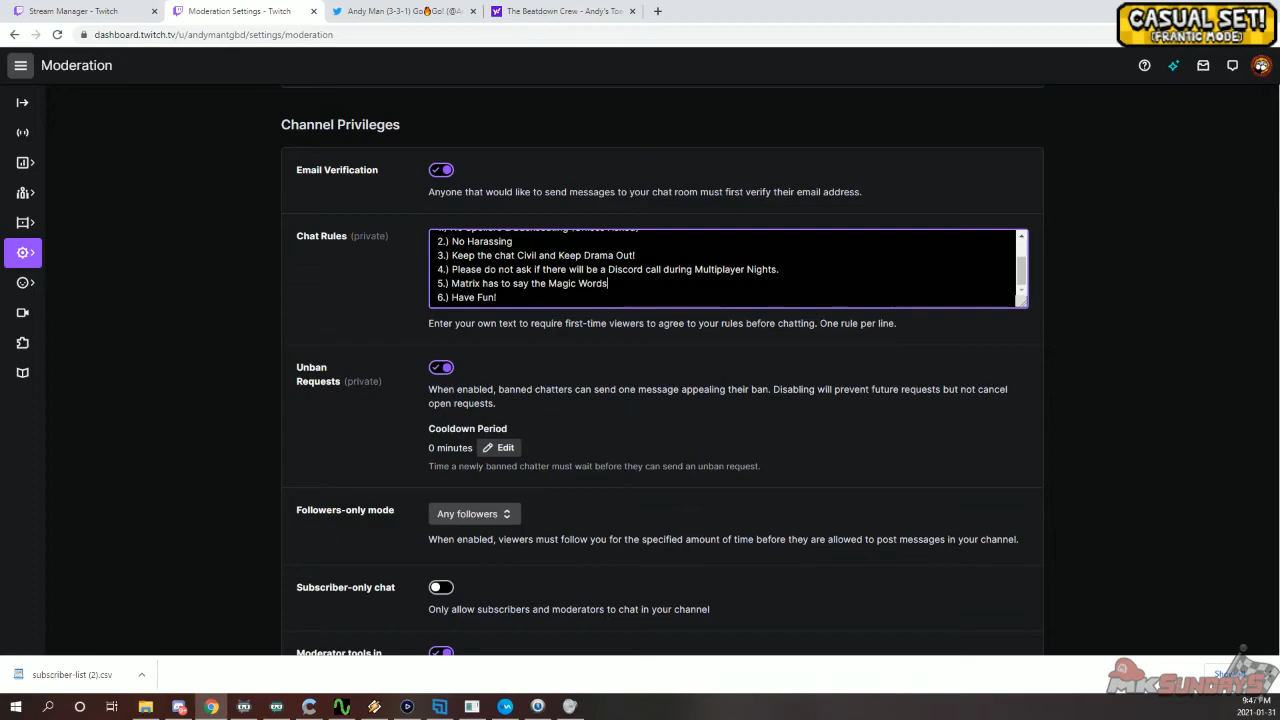 Stream Manager - Twitch
Moderation Settings - Twitch
Andy Man (3-3-1) Go🔥Go! (@A
The Beatdown Crew - Andy's To
CASUAL SET!
(FRANTIC MODE)
dashboard.twitch.tv/u/andymantgbd/settings/moderation
Moderation
Channel Privileges
Email Verification
Anyone that would like to send messages to your chat room must first verify their email address.
Chat Rules (private)
2.) No Harassing
3.) Keep the chat Civil and Keep Drama Out!
4.) Please do not ask if there will be a Discord call during Multiplayer Nights.
5.) Matrix has to say the Magic Words
6.) Have Fun!
Enter your own text to require first-time viewers to agree to your rules before chatting. One rule per line.
Unban
Requests (private)
When enabled, banned chatters can send one message appealing their ban. Disabling will prevent future requests but not cancel
open requests.
Cooldown Period
0 minutes Edit
Time a newly banned chatter must wait before they can send an unban request.
Followers-only mode
Any followers
When enabled, viewers must follow you for the specified amount of time before they are allowed to post messages in your channel.
Subscriber-only chat
Only allow subscribers and moderators to chat in your channel
Moderator tools in
subscriber-list (2).csv
MK SUNDAYS
9:47 PM
2021-01-31